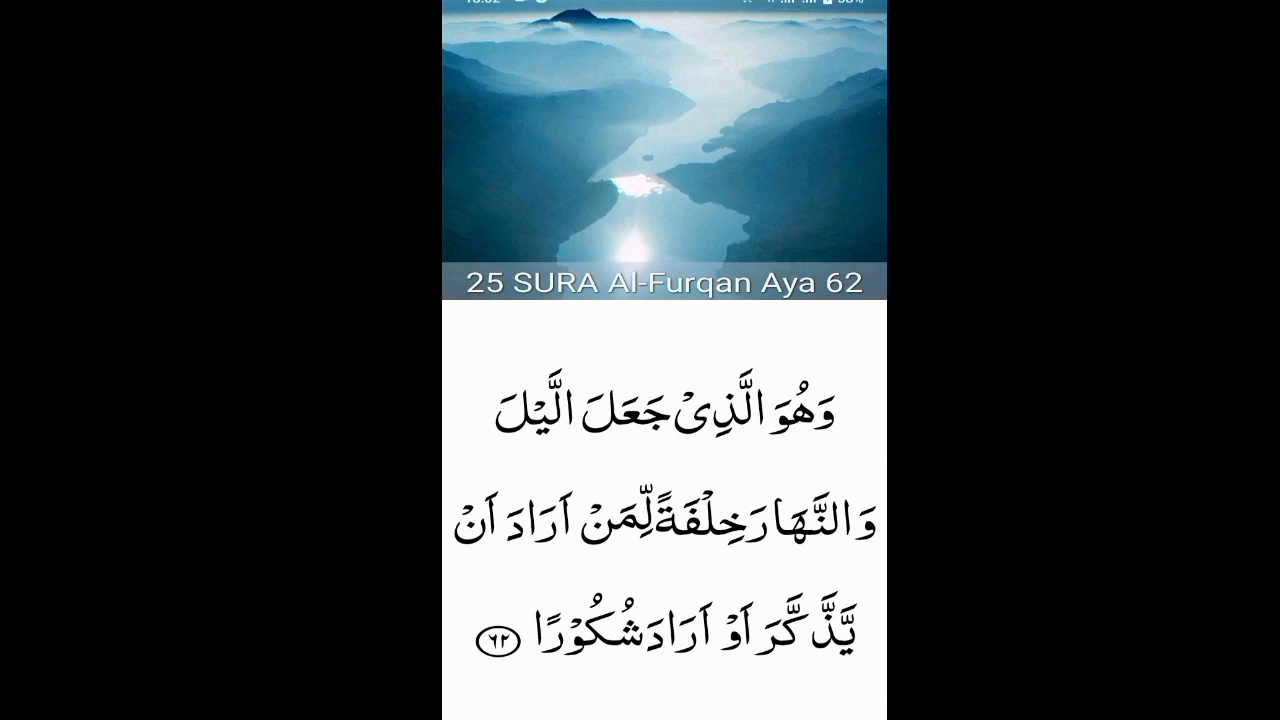 25 SURA Al-Furqan Aya 62
وَهُوَ الَّذِىْ جَعَلَ الَّيْلَ
وَالنَّهَارَ خِلْفَةً لِّمَنْ اَرَادَ اَنْ
يَّذَّكَّرَ اَوْ اَرَادَ شُكُوْرًا ۝٦٢